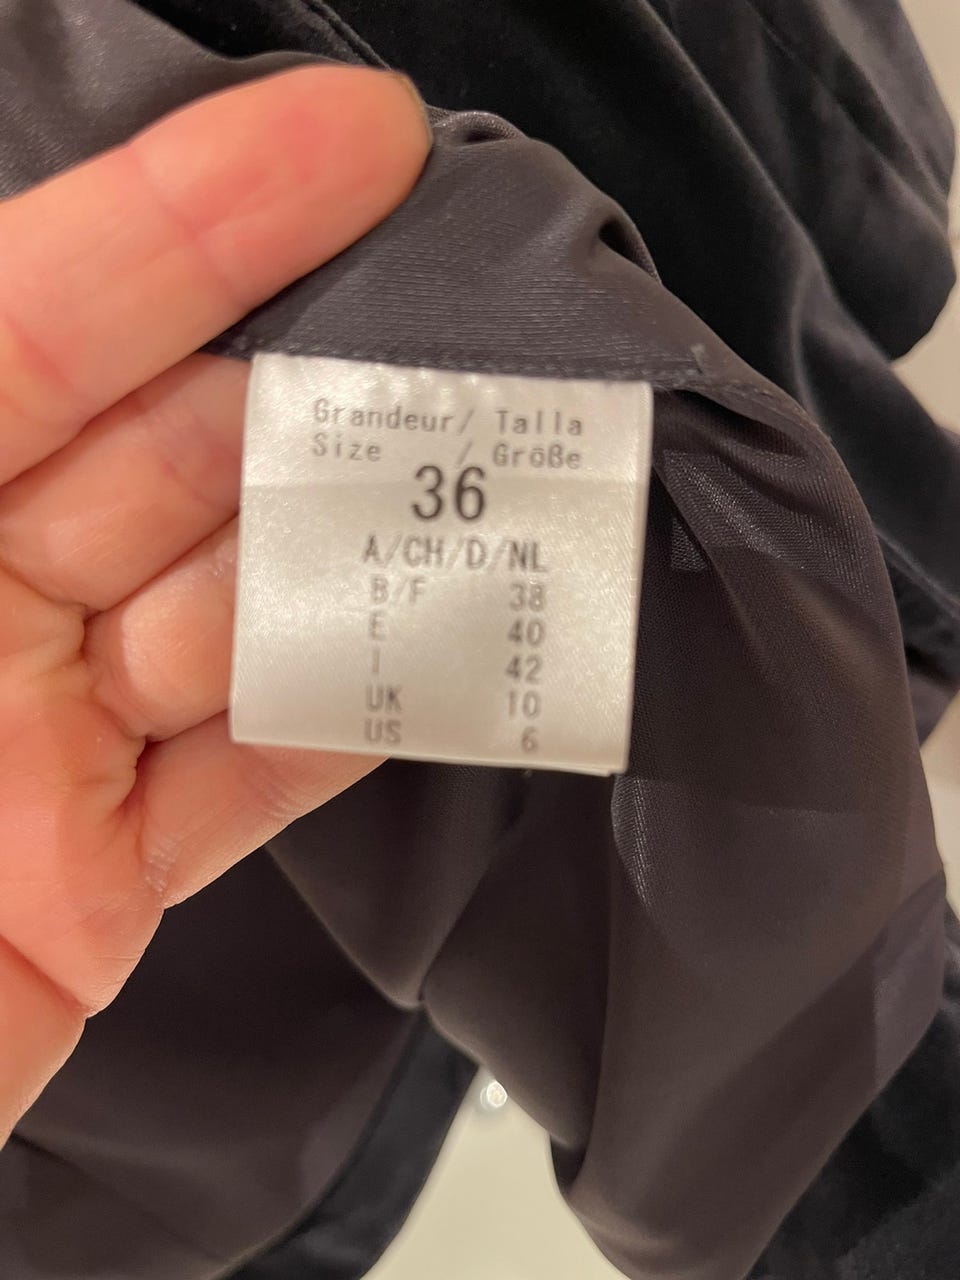 Grandeur/ Talla
Size / Größe
36
A/CH/D/NL
B/F 38
E 40
I 42
UK 10
US 6